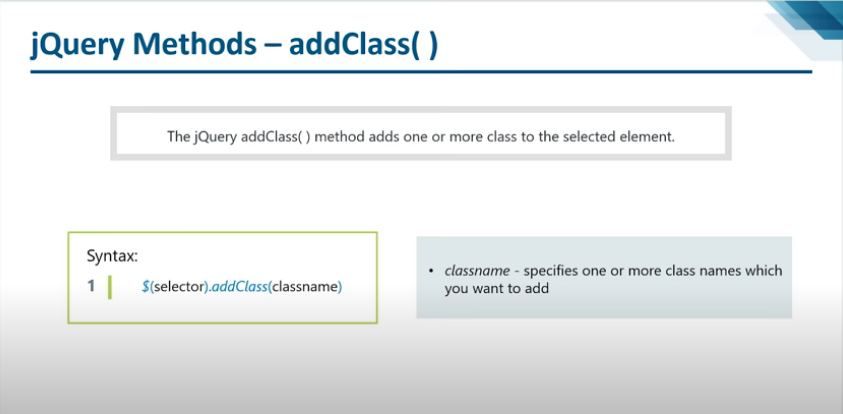 jQuery Methods – addClass( )
The jQuery addClass( ) method adds one or more class to the selected element.
Syntax:
1 $(selector).addClass(classname)
• classname - specifies one or more class names which
you want to add